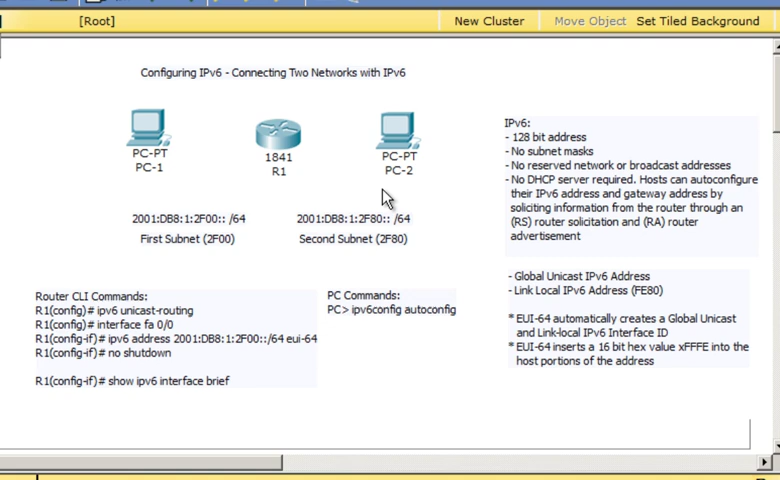 [Root]
New Cluster
Move Object
Set Tiled Background
Configuring IPv6 - Connecting Two Networks with IPv6
PC-PT
PC-1
1841
R1
PC-PT
PC-2
2001:DB8:1:2F00:: /64
First Subnet (2F00)
2001:DB8:1:2F80:: /64
Second Subnet (2F80)
IPv6:
- 128 bit address
- No subnet masks
- No reserved network or broadcast addresses
- No DHCP server required. Hosts can autoconfigure
their IPv6 address and gateway address by
soliciting information from the router through an
(RS) router solicitation and (RA) router
advertisement
- Global Unicast IPv6 Address
- Link Local IPv6 Address (FE80)
* EUI-64 automatically creates a Global Unicast
and Link-local IPv6 Interface ID
* EUI-64 inserts a 16 bit hex value xFFFE into the
host portions of the address
Router CLI Commands:
R1(config)# ipv6 unicast-routing
R1(config)# interface fa 0/0
R1(config-if)# ipv6 address 2001:DB8:1:2F00::/64 eui-64
R1(config-if)# no shutdown
R1(config-if)# show ipv6 interface brief
PC Commands:
PC> ipv6config autoconfig